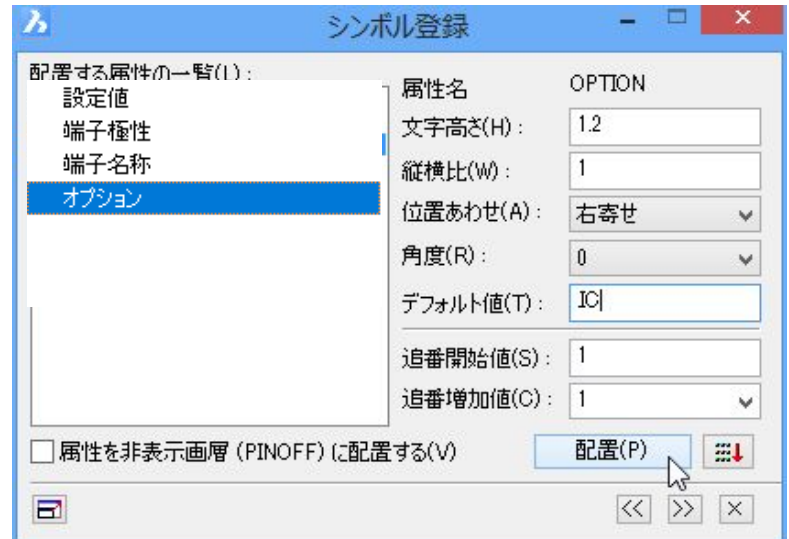 シンボル登録
配置する属性の一覧(L):
設定値
端子極性
端子名称
オプション
属性名 OPTION
文字高さ(H): 1.2
縦横比(W): 1
位置あわせ(A): 右寄せ
角度(R): 0
デフォルト値(T): IC
追番開始値(S): 1
追番増加値(C): 1
属性を非表示画層 (PINOFF) に配置する(V) 配置(P)
<< >> ×